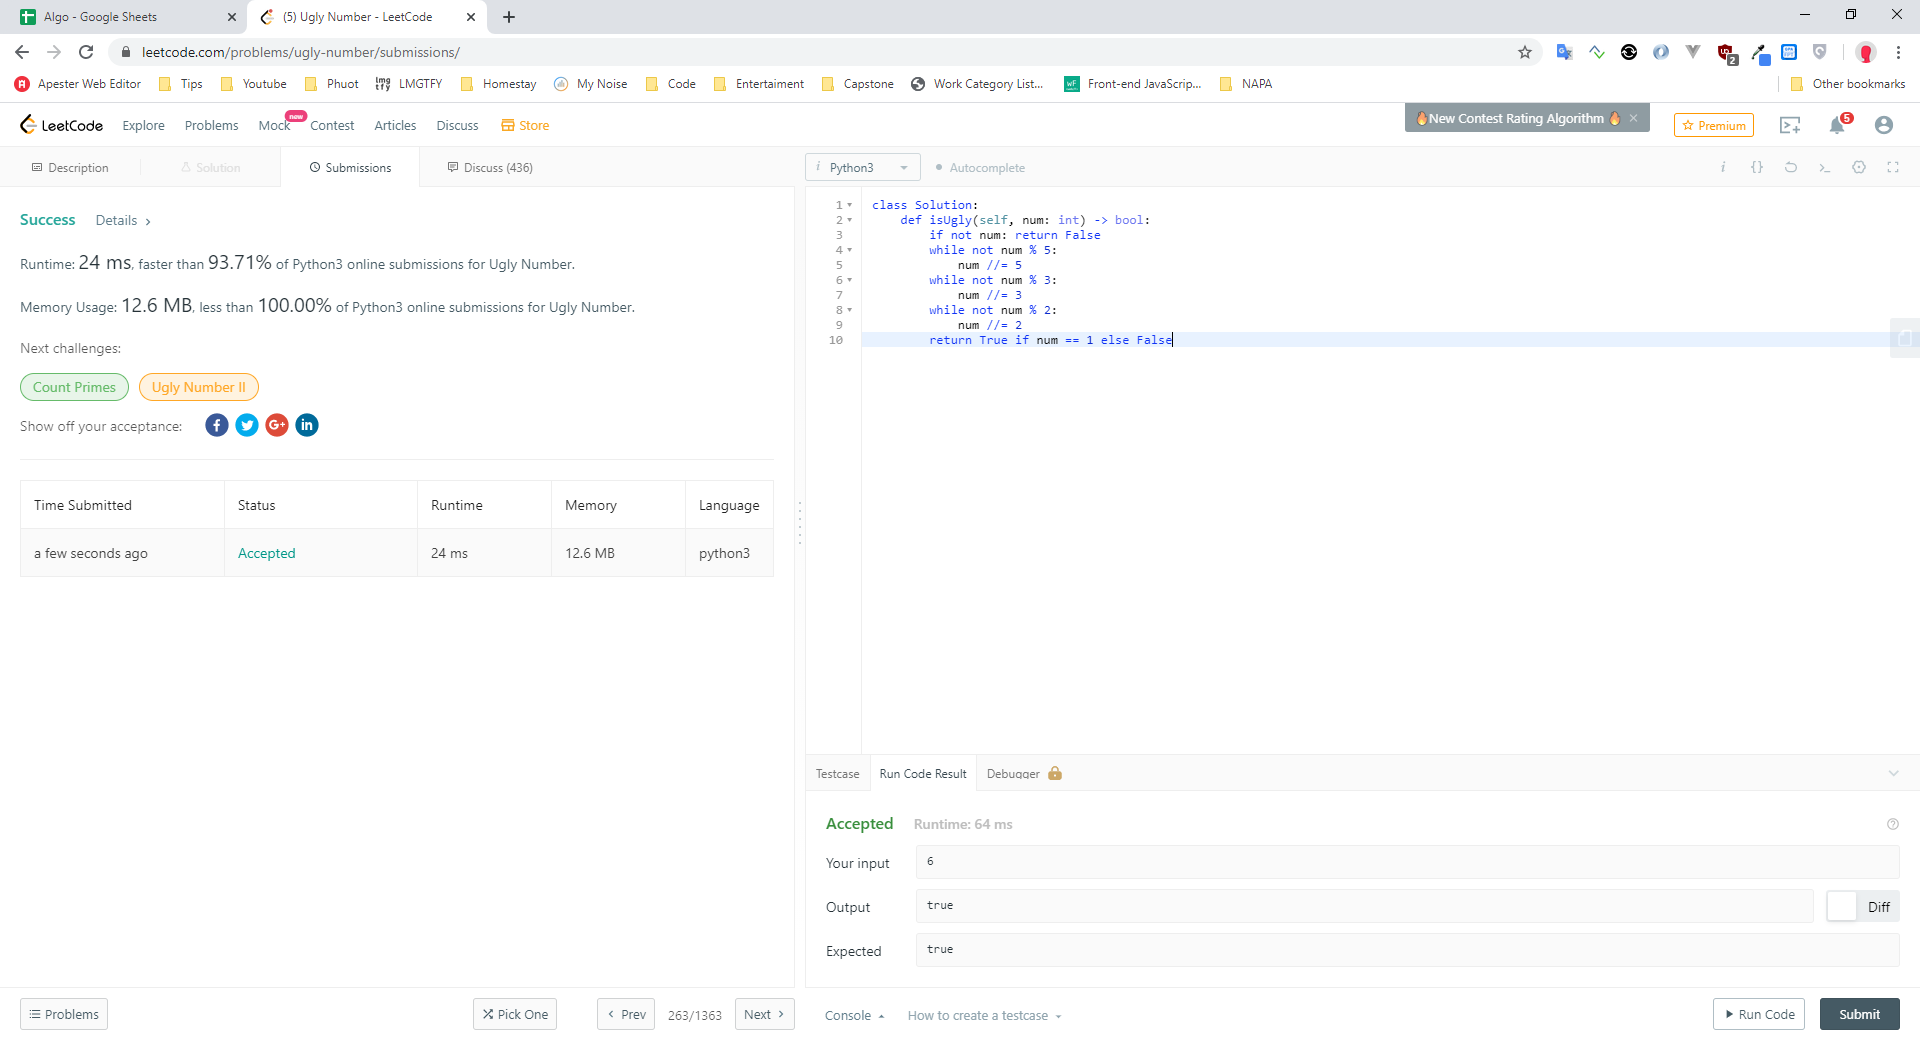 Algo - Google Sheets
(5) Ugly Number - LeetCode
leetcode.com/problems/ugly-number/submissions/
2
Apester Web Editor Tips Youtube Phuot LMGTFY Homestay My Noise Code Entertaiment Capstone Work Category List... Front-end JavaScrip... NAPA Other bookmarks
LeetCode Explore Problems Mock new Contest Articles Discuss Store
🔥New Contest Rating Algorithm 🔥 ×
Premium
5
Description Solution Submissions Discuss (436)
i Python3 Autocomplete
Success Details >
Runtime: 24 ms, faster than 93.71% of Python3 online submissions for Ugly Number.
Memory Usage: 12.6 MB, less than 100.00% of Python3 online submissions for Ugly Number.
Next challenges:
Count Primes Ugly Number II
Show off your acceptance: f G+ in
Time Submitted Status Runtime Memory Language
a few seconds ago Accepted 24 ms 12.6 MB python3
1 class Solution:
2 def isUgly(self, num: int) -> bool:
3 if not num: return False
4 while not num % 5:
5 num //= 5
6 while not num % 3:
7 num //= 3
8 while not num % 2:
9 num //= 2
10 return True if num == 1 else False
Testcase Run Code Result Debugger
Accepted Runtime: 64 ms
Your input 6
Output true Diff
Expected true
Problems Pick One < Prev 263/1363 Next >
Console How to create a testcase Run Code Submit